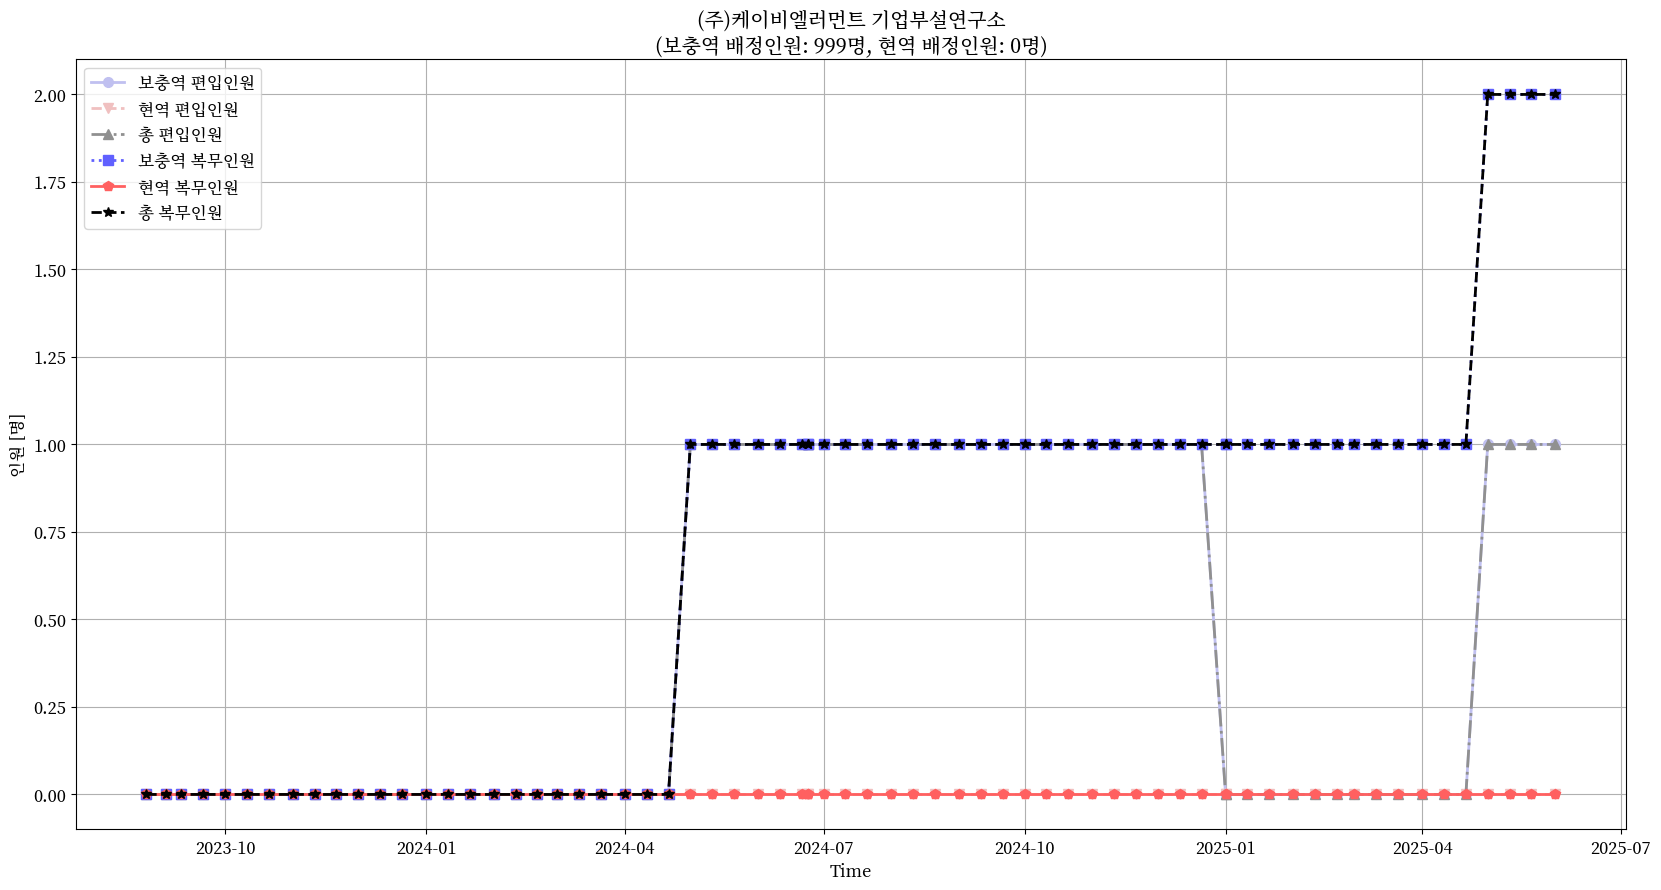 (주)케이비엘러먼트 기업부설연구소
(보충역 배정인원: 999명, 현역 배정인원: 0명)
보충역 편입인원
현역 편입인원
총 편입인원
보충역 복무인원
현역 복무인원
총 복무인원
2.00
1.75
1.50
1.25
1.00
0.75
0.50
0.25
0.00
인원 [명]
2023-10
2024-01
2024-04
2024-07
2024-10
2025-01
2025-04
2025-07
Time